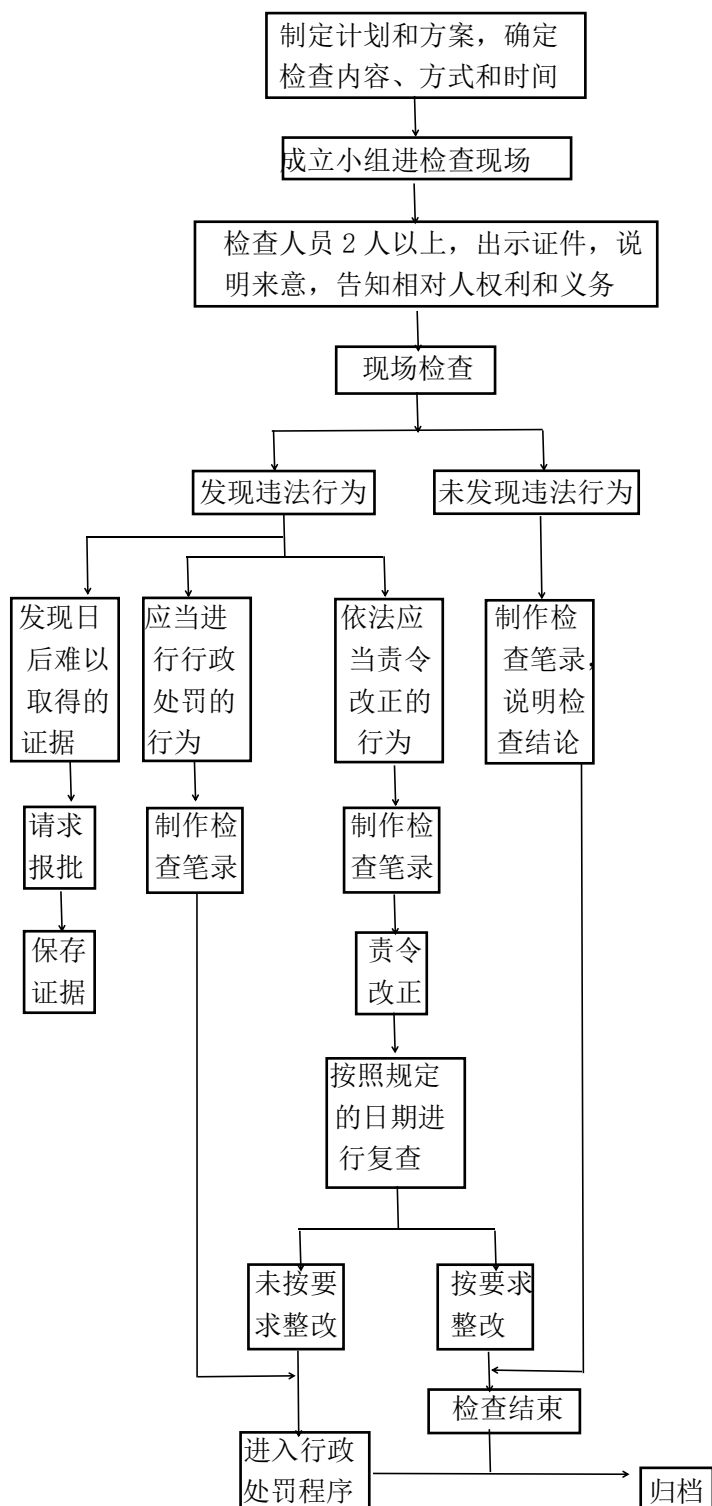 制定计划和方案，确定
检查内容、方式和时间
成立小组进检查现场
检查人员 2 人以上，出示证件，说
明来意，告知相对人权利和义务
现场检查
发现违法行为
未发现违法行为
发现日
后难以
取得的
证据
应当进
行行政
处罚的
行为
依法应
当责令
改正的
行为
制作检
查笔录，
说明检
查结论
请求
报批
制作检
查笔录
制作检
查笔录
保存
证据
责令
改正
按照规定
的日期进
行复查
未按要
求整改
按要求
整改
检查结束
进入行政
处罚程序
归档